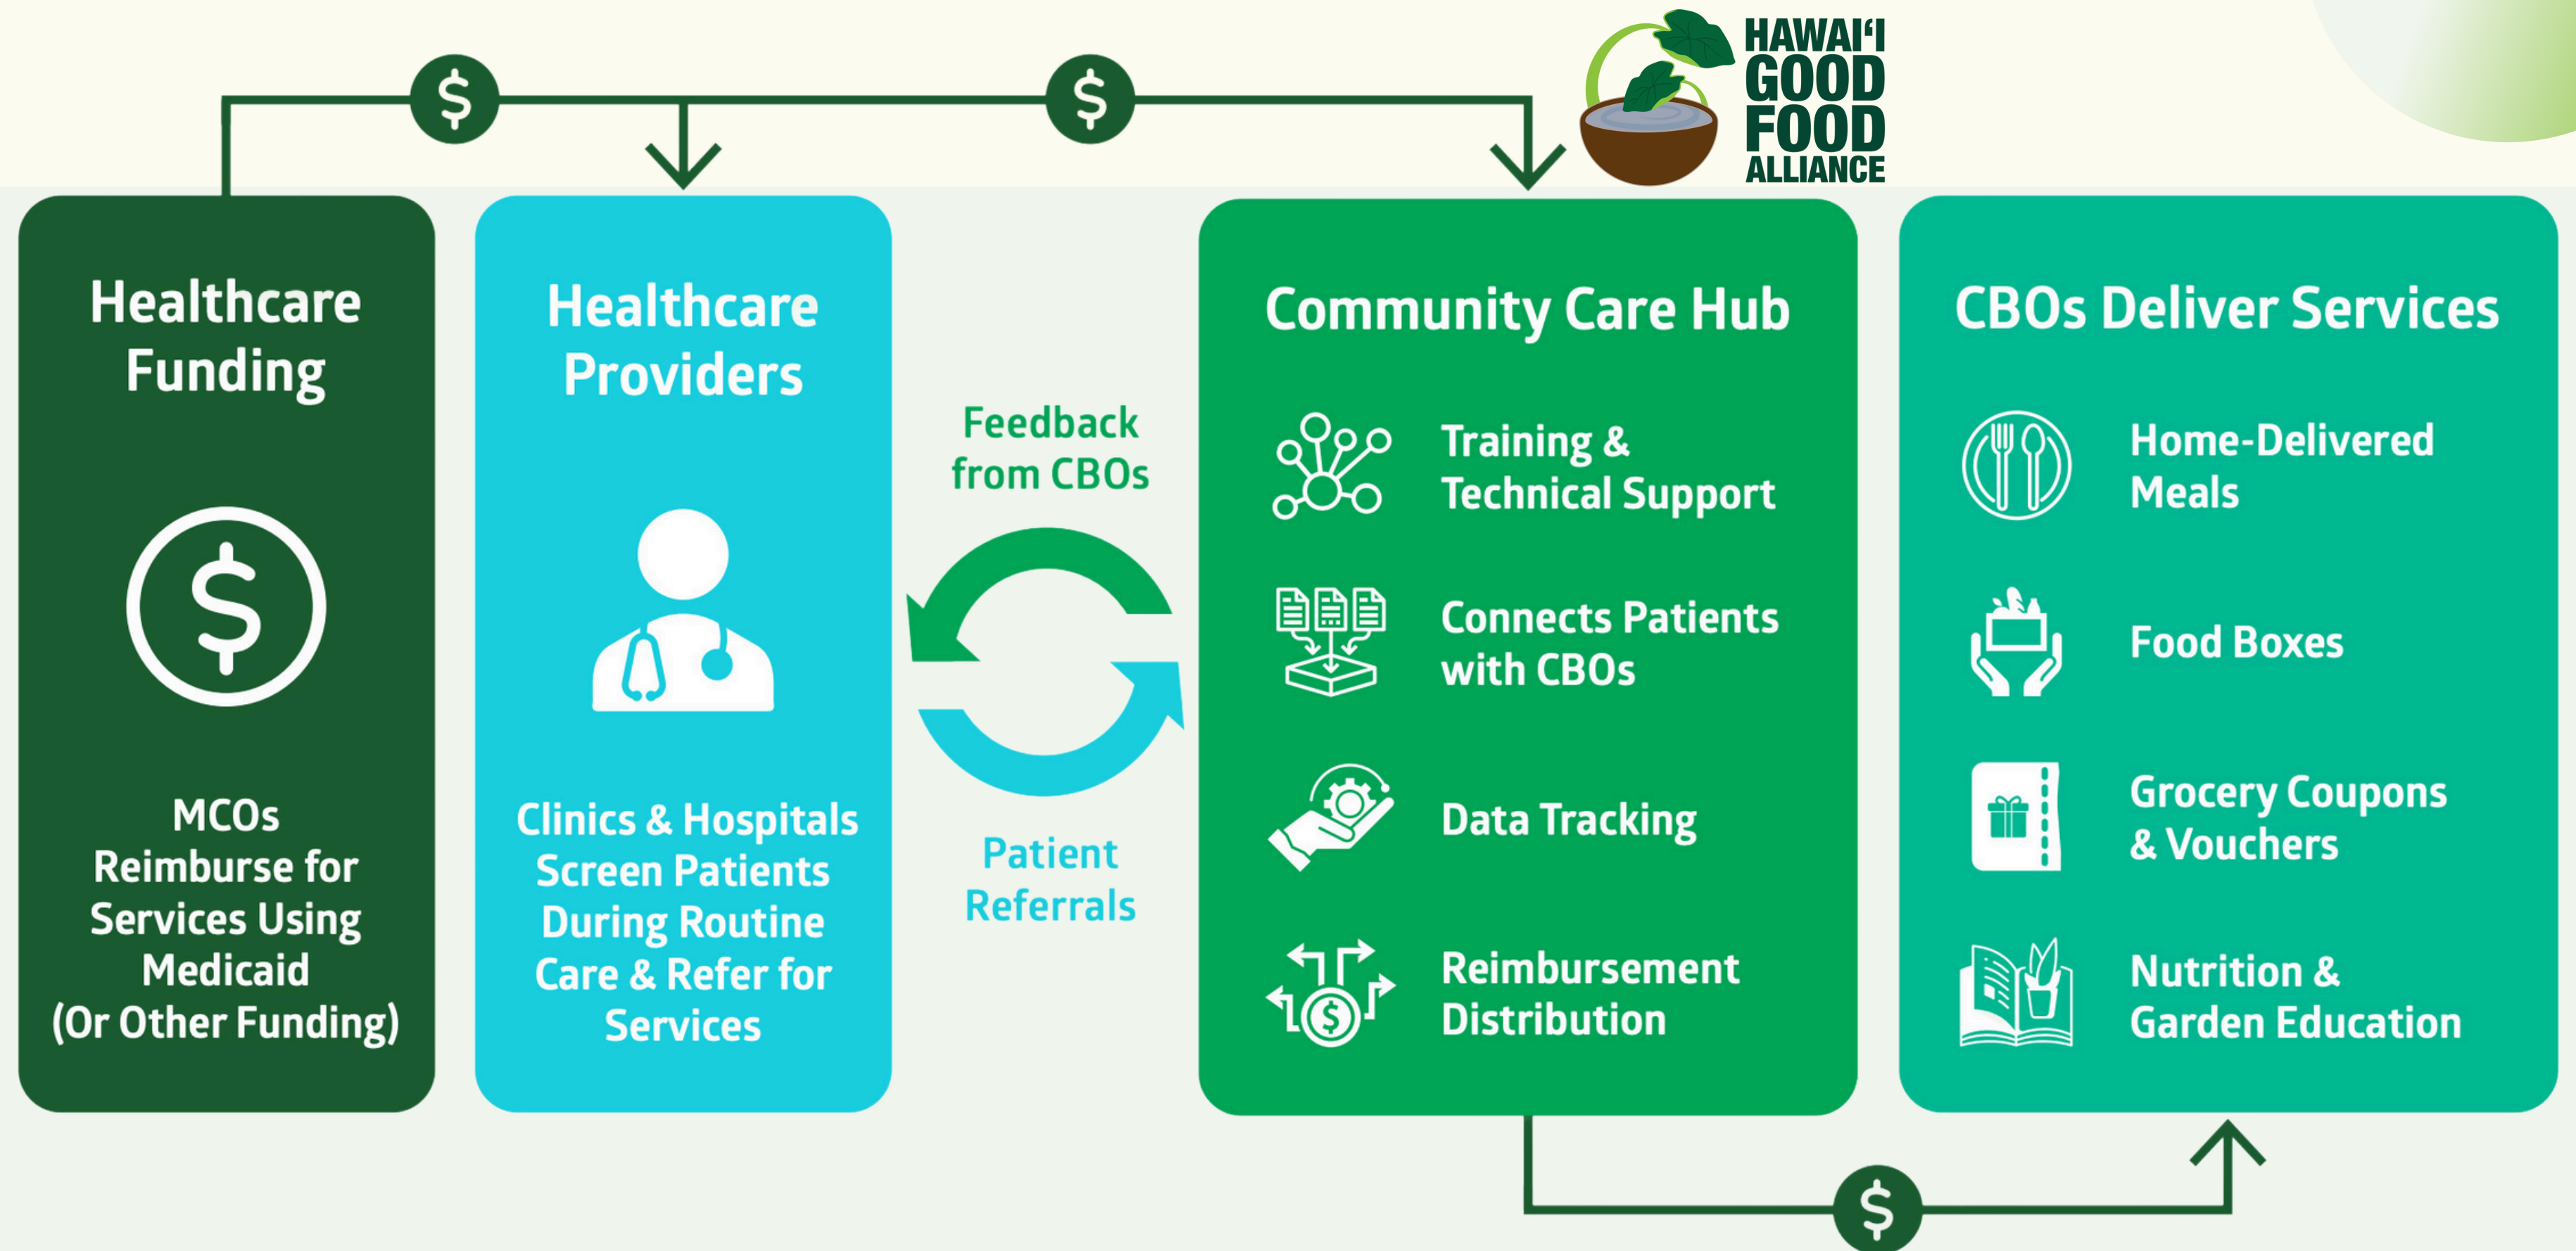 HAWAIʻI
GOOD
FOOD
ALLIANCE
$
$
Healthcare
Funding
$
MCOs
Reimburse for
Services Using
Medicaid
(Or Other Funding)
Healthcare
Providers
Clinics & Hospitals
Screen Patients
During Routine
Care & Refer for
Services
Feedback
from CBOs
Patient
Referrals
Community Care Hub
Training &
Technical Support
Connects Patients
with CBOs
Data Tracking
$
Reimbursement
Distribution
CBOs Deliver Services
Home-Delivered
Meals
Food Boxes
Grocery Coupons
& Vouchers
Nutrition &
Garden Education
$